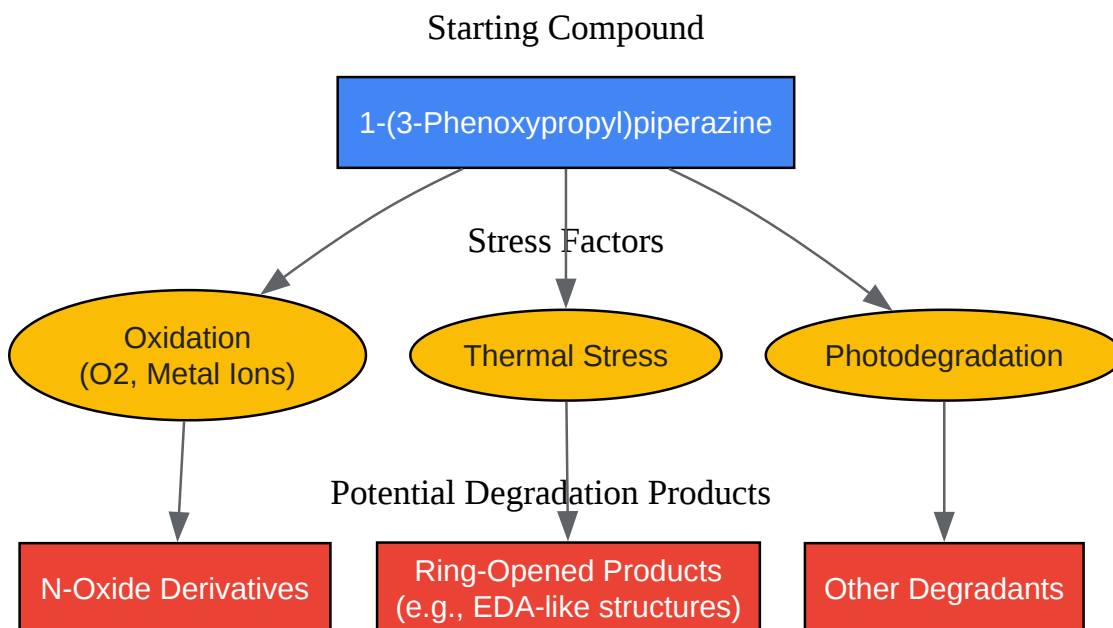 Starting Compound
1-(3-Phenoxypropyl)piperazine
Stress Factors
Oxidation
(O2, Metal Ions)
Thermal Stress
Photodegradation
Potential Degradation Products
N-Oxide Derivatives
Ring-Opened Products
(e.g., EDA-like structures)
Other Degradants